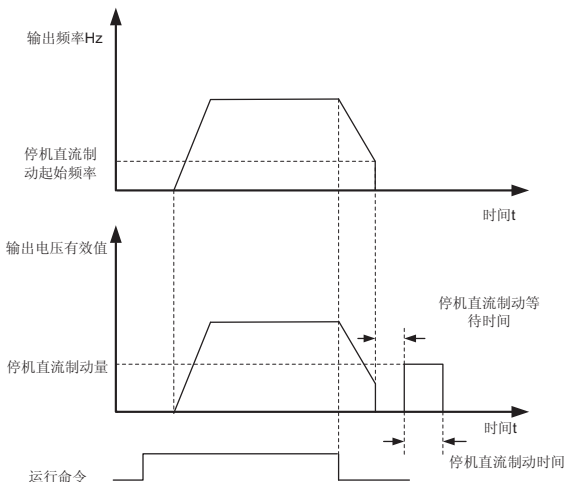 输出频率Hz
停机直流制
动起始频率
时间t
输出电压有效值
停机直流制动等
待时间
停机直流制动量
时间t
停机直流制动时间
运行命令